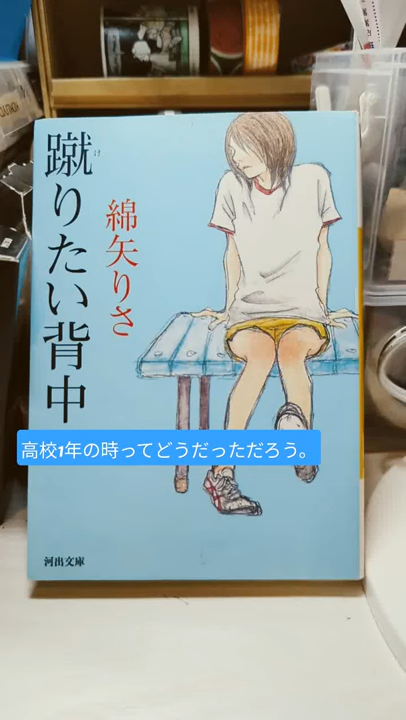 蹴りたい背中
け
綿矢りさ
高校1年の時ってどうだっただろう。
河出文庫